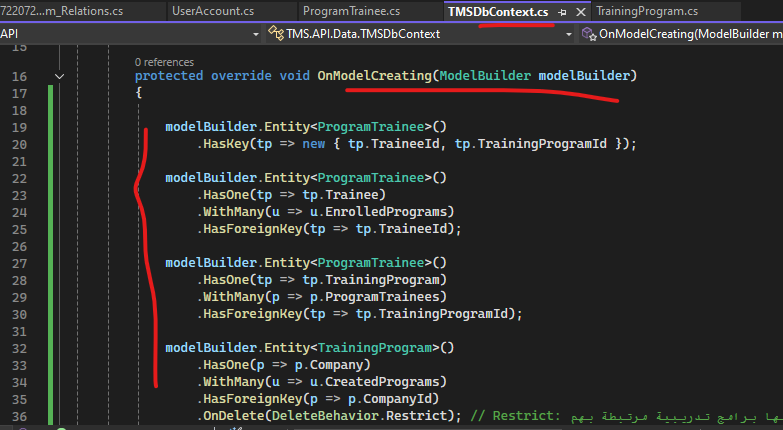 722072...m_Relations.cs UserAccount.cs ProgramTrainee.cs TMSDbContext.cs TrainingProgram.cs
API TMS.API.Data.TMSDbContext OnModelCreating(ModelBuilder m
15
0 references
16 protected override void OnModelCreating(ModelBuilder modelBuilder)
17 {
18
19 modelBuilder.Entity<ProgramTrainee>()
20 .HasKey(tp => new { tp.TraineeId, tp.TrainingProgramId });
21
22 modelBuilder.Entity<ProgramTrainee>()
23 .HasOne(tp => tp.Trainee)
24 .WithMany(u => u.EnrolledPrograms)
25 .HasForeignKey(tp => tp.TraineeId);
26
27 modelBuilder.Entity<ProgramTrainee>()
28 .HasOne(tp => tp.TrainingProgram)
29 .WithMany(p => p.ProgramTrainees)
30 .HasForeignKey(tp => tp.TrainingProgramId);
31
32 modelBuilder.Entity<TrainingProgram>()
33 .HasOne(p => p.Company)
34 .WithMany(u => u.CreatedPrograms)
35 .HasForeignKey(p => p.CompanyId)
36 .OnDelete(DeleteBehavior.Restrict); // Restrict: ها برامج تدريبية مرتبطة بهم